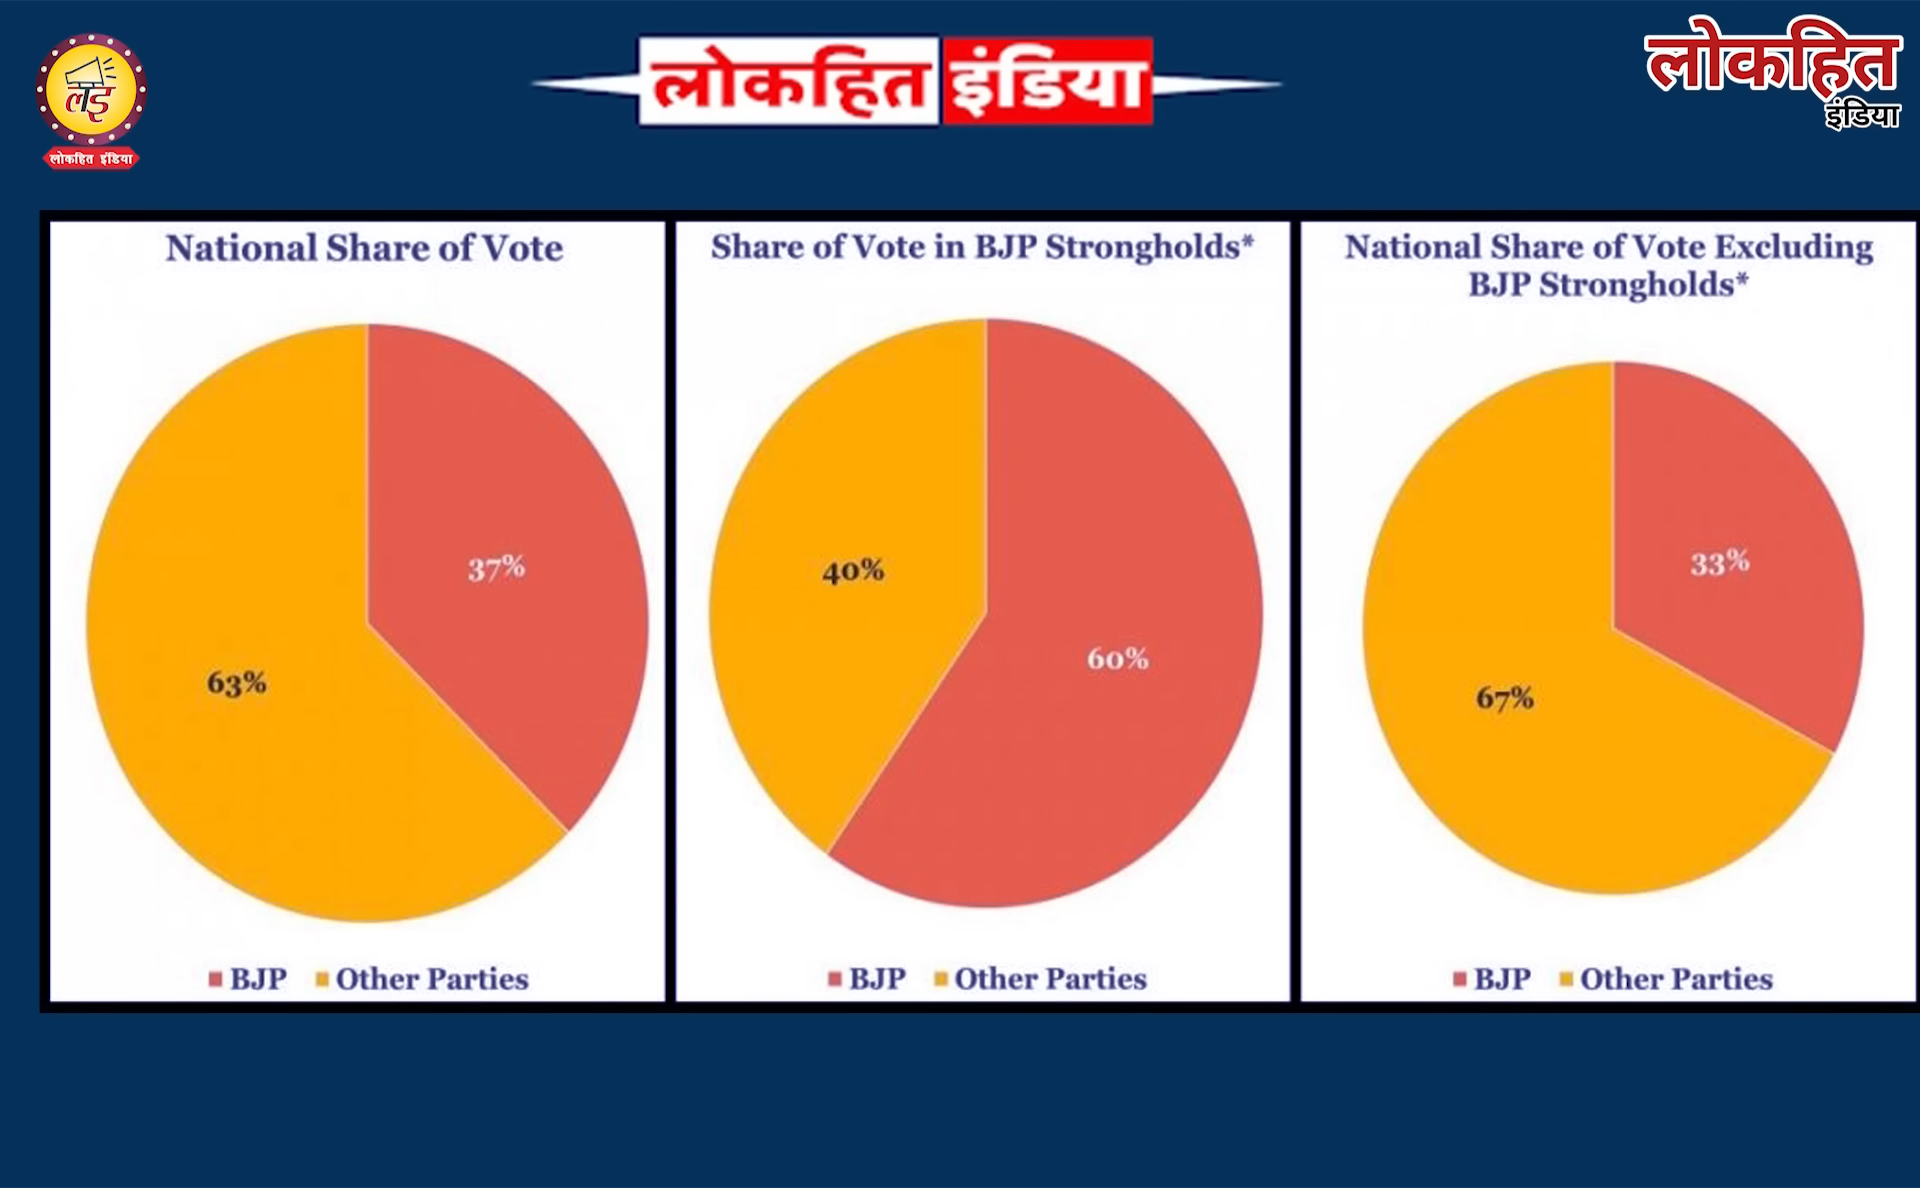 लइ
लोकहित इंडिया
लोकहित इंडिया
लोकहित
इंडिया
National Share of Vote
37%
63%
BJP Other Parties
Share of Vote in BJP Strongholds*
40%
60%
BJP Other Parties
National Share of Vote Excluding
BJP Strongholds*
33%
67%
BJP Other Parties